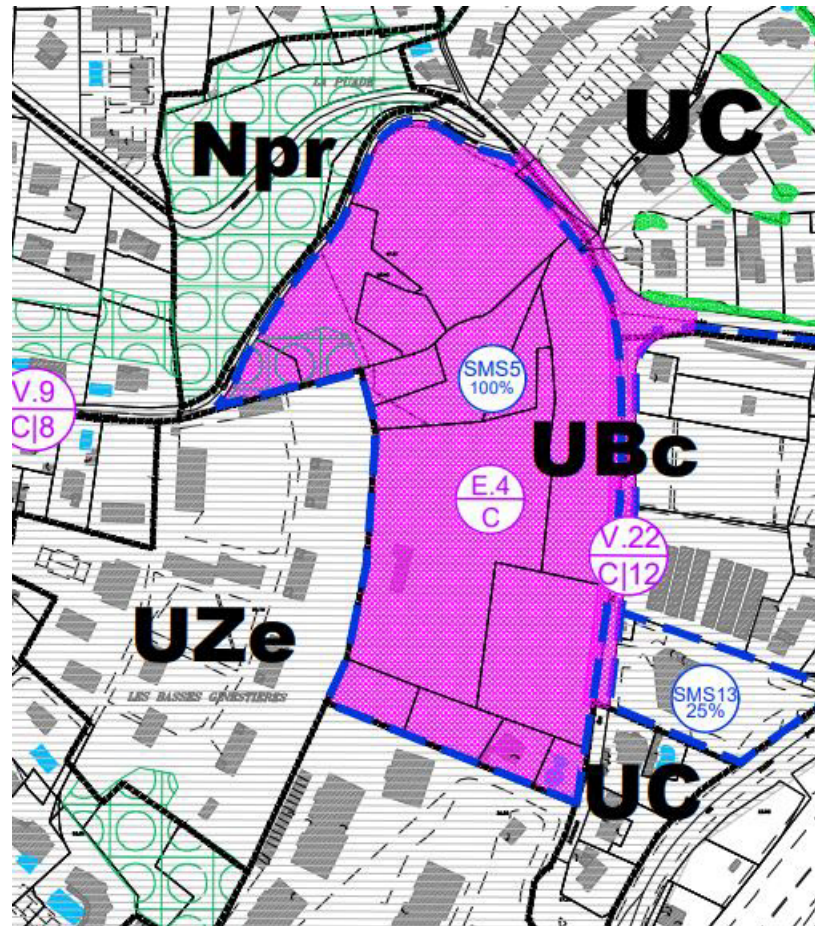 LA PUADE
UC
Npr
SMS5
100%
V.9
C|8
UBc
E.4
C
V.22
C|12
UZe
LES BASSES GINESTIERES
SMS13
25%
UC